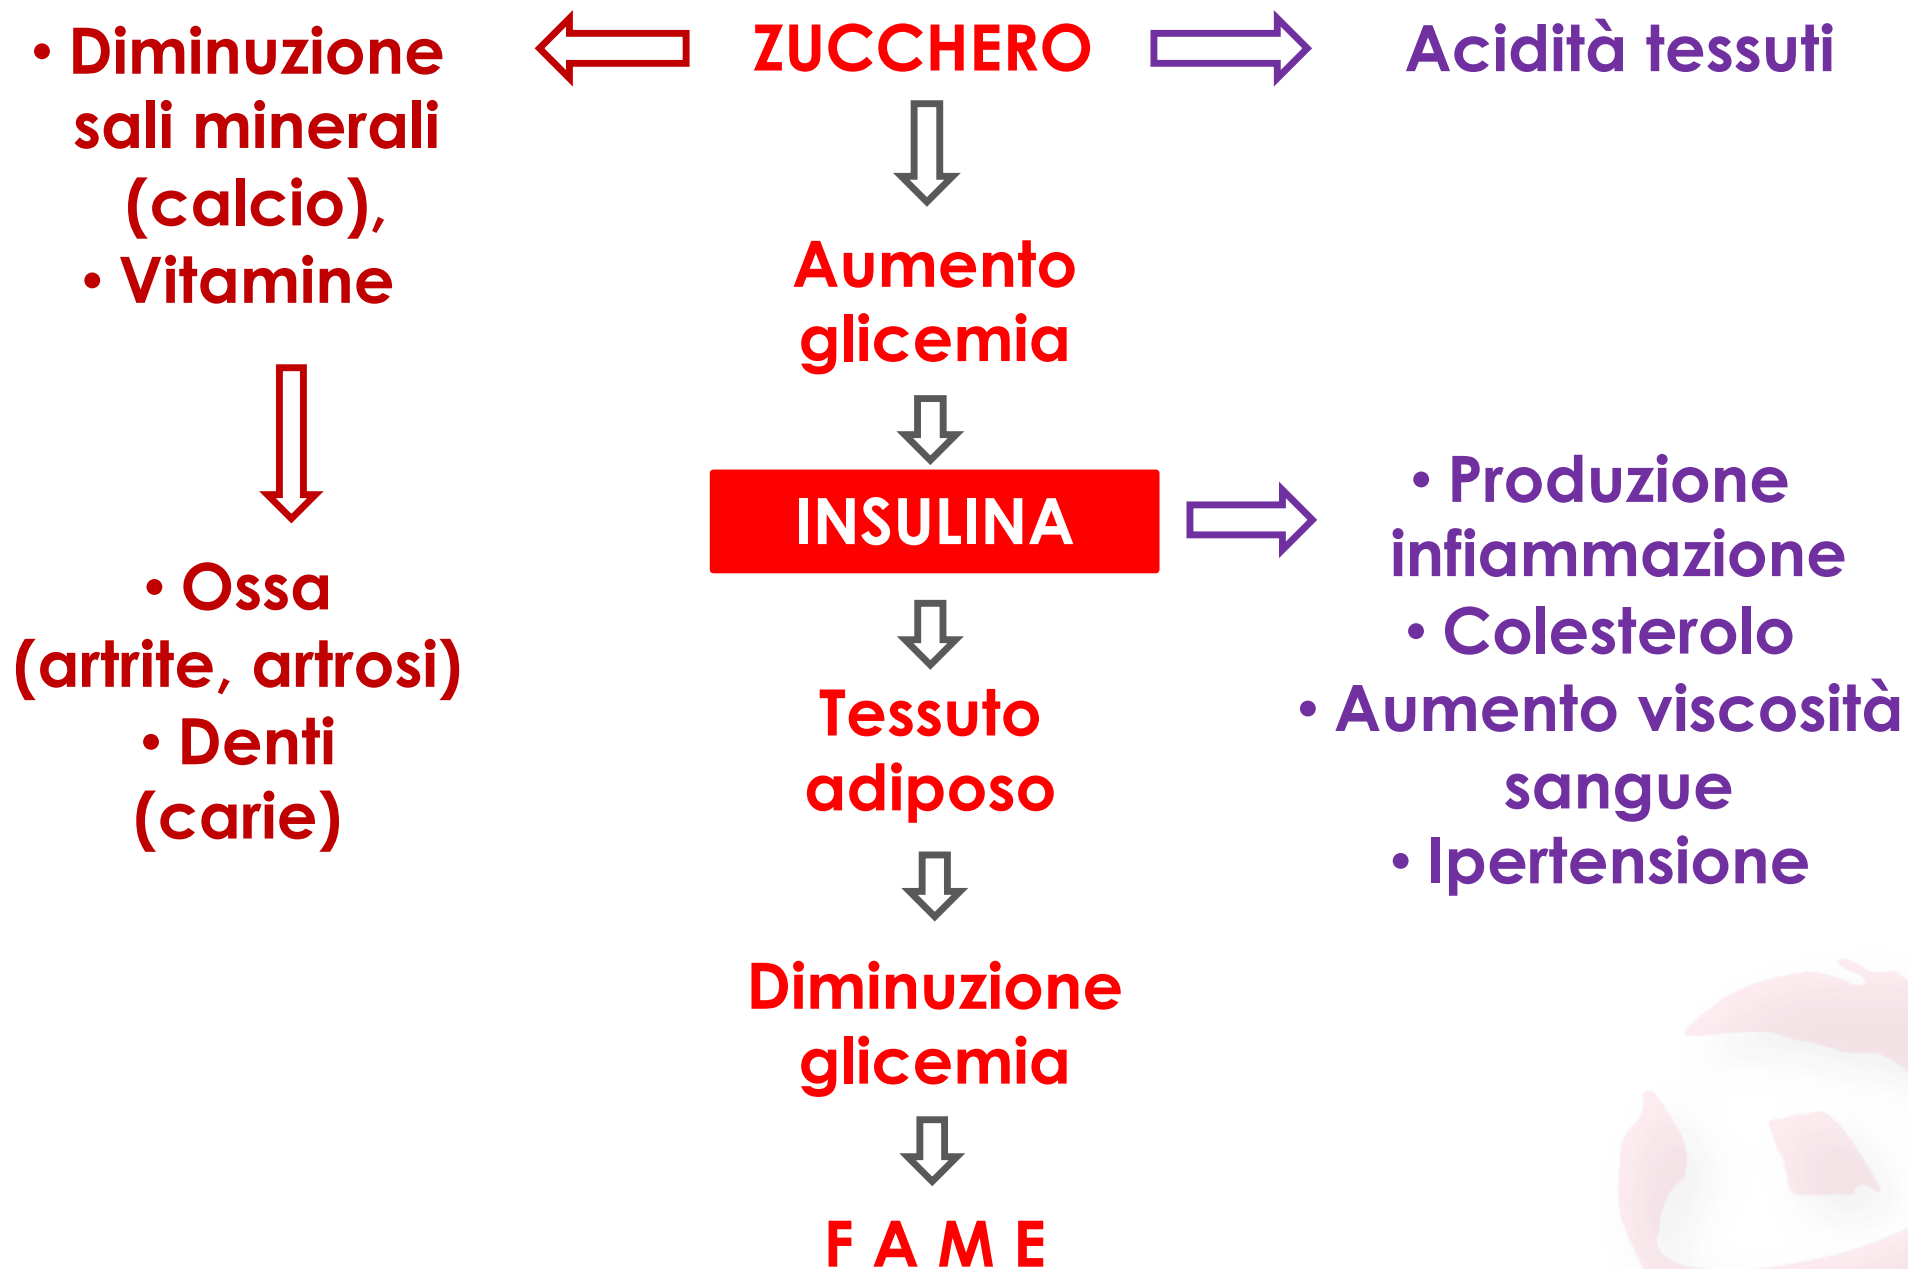 ZUCCHERO
Acidità tessuti
• Diminuzione
sali minerali
(calcio),
• Vitamine
• Ossa
(artrite, artrosi)
• Denti
(carie)
Aumento
glicemia
INSULINA
Tessuto
adiposo
Diminuzione
glicemia
F A M E
• Produzione
infiammazione
• Colesterolo
• Aumento viscosità
sangue
• Ipertensione